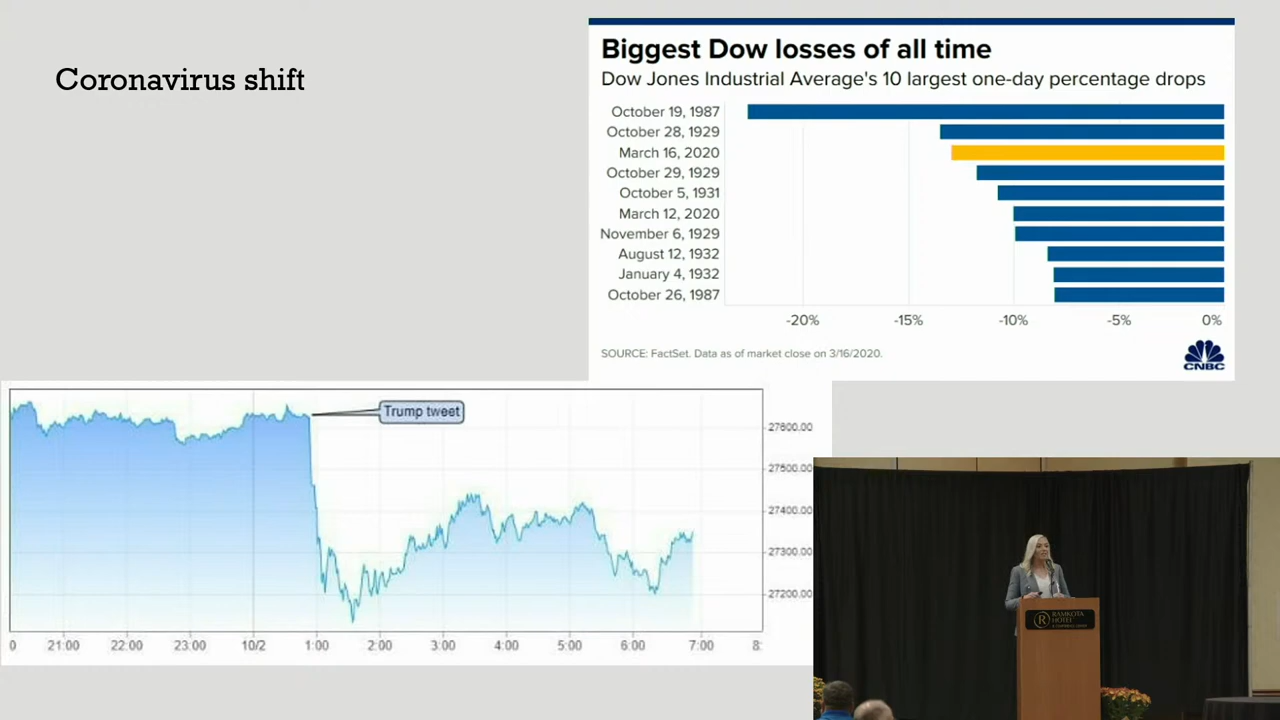 Coronavirus shift
Biggest Dow losses of all time
Dow Jones Industrial Average's 10 largest one-day percentage drops
October 19, 1987
October 28, 1929
March 16, 2020
October 29, 1929
October 5, 1931
March 12, 2020
November 6, 1929
August 12, 1932
January 4, 1932
October 26, 1987
-20% -15% -10% -5% 0%
SOURCE: FactSet. Data as of market close on 3/16/2020.
CNBC
Trump tweet
27600.00
27500.00
27400.00
27300.00
27200.00
0 21:00 22:00 23:00 10/2 1:00 2:00 3:00 4:00 5:00 6:00 7:00 8:
R RAMKOTA
HOTEL